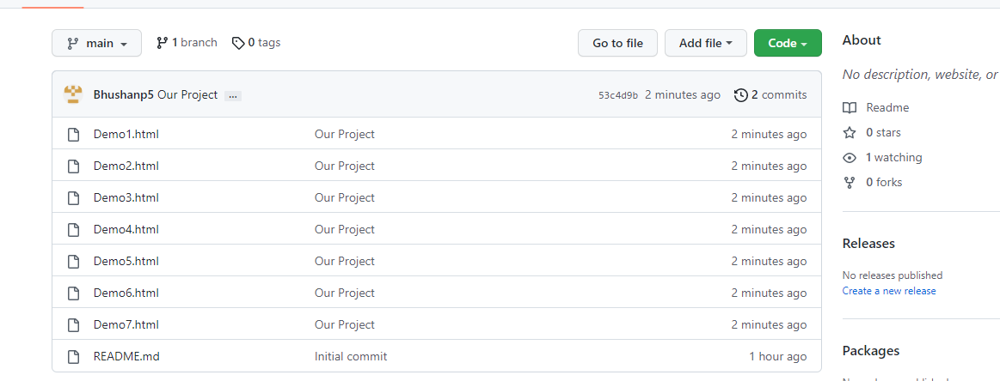 main 1 branch 0 tags Go to file Add file Code
Bhushanp5 Our Project ... 53c4d9b 2 minutes ago 2 commits
Demo1.html Our Project 2 minutes ago
Demo2.html Our Project 2 minutes ago
Demo3.html Our Project 2 minutes ago
Demo4.html Our Project 2 minutes ago
Demo5.html Our Project 2 minutes ago
Demo6.html Our Project 2 minutes ago
Demo7.html Our Project 2 minutes ago
README.md Initial commit 1 hour ago
About
No description, website, or
Readme
0 stars
1 watching
0 forks
Releases
No releases published
Create a new release
Packages